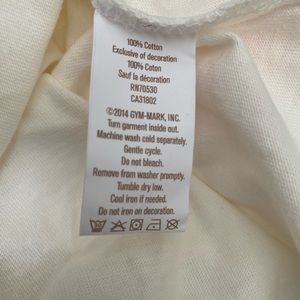 100% Cotton
Exclusive of decoration
100% Coton
Sauf la décoration
RN70530
CA31802
©2014 GYM-MARK, INC.
Turn garment inside out.
Machine wash cold separately.
Gentle cycle.
Do not bleach.
Remove from washer promptly.
Tumble dry low.
Cool iron if needed.
Do not iron on decoration.